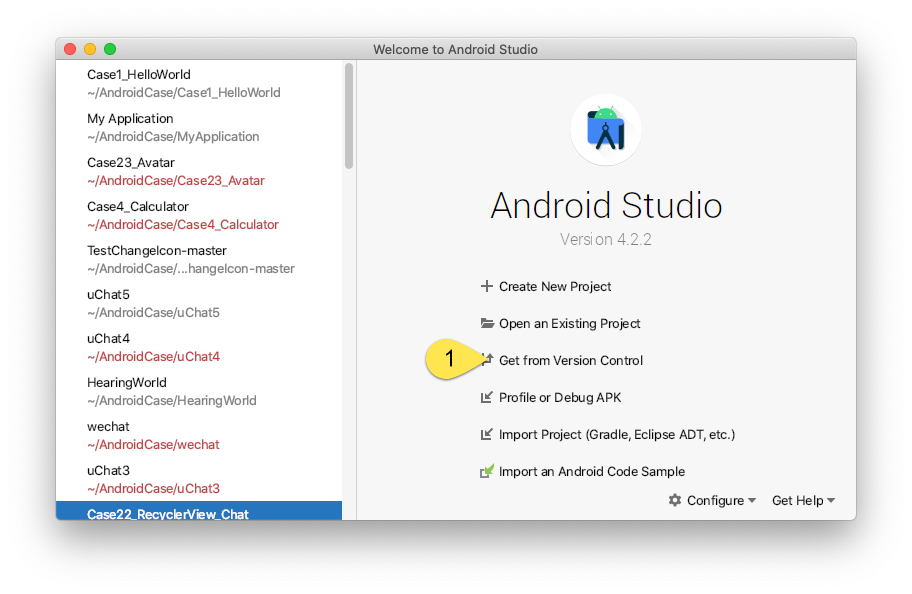 Welcome to Android Studio
Case1_HelloWorld
~/AndroidCase/Case1_HelloWorld
My Application
~/AndroidCase/MyApplication
Case23_Avatar
~/AndroidCase/Case23_Avatar
Case4_Calculator
~/AndroidCase/Case4_Calculator
TestChangeIcon-master
~/AndroidCase/...hangeIcon-master
uChat5
~/AndroidCase/uChat5
uChat4
~/AndroidCase/uChat4
HearingWorld
~/AndroidCase/HearingWorld
wechat
~/AndroidCase/wechat
uChat3
~/AndroidCase/uChat3
Case22_RecyclerView_Chat
Android Studio
Version 4.2.2
Create New Project
Open an Existing Project
1
Get from Version Control
Profile or Debug APK
Import Project (Gradle, Eclipse ADT, etc.)
Import an Android Code Sample
Configure
Get Help